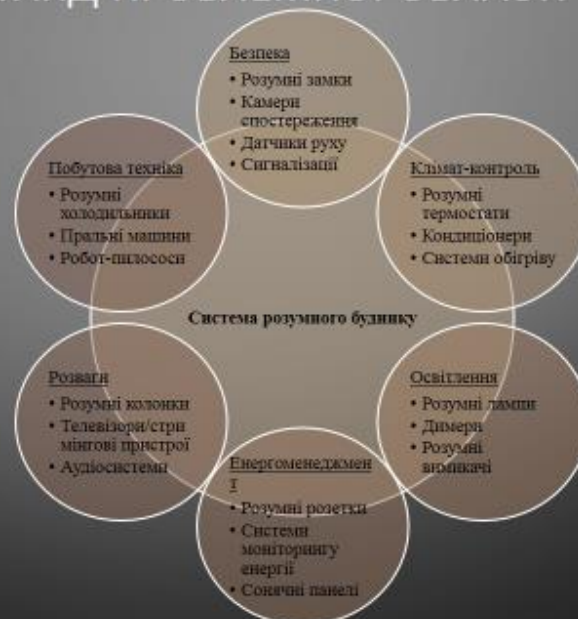 Безпека
• Розумні замки
• Камери
спостереження
• Датчики руху
• Сигналізації
Побутова техніка
• Розумні
холодильники
• Пральні машини
• Робот-пилососи
Клімат-контроль
• Розумні
термостати
• Кондиціонери
• Системи обігріву
Система розумного будинку
Розваги
• Розумні колонки
• Телевізори/стри
мінгові пристрої
• Аудіосистеми
Освітлення
• Розумні лампи
• Димери
• Розумні
вимикачі
Енергоменеджмен
т
• Розумні розетки
• Системи
моніторингу
енергії
• Сонячні панелі